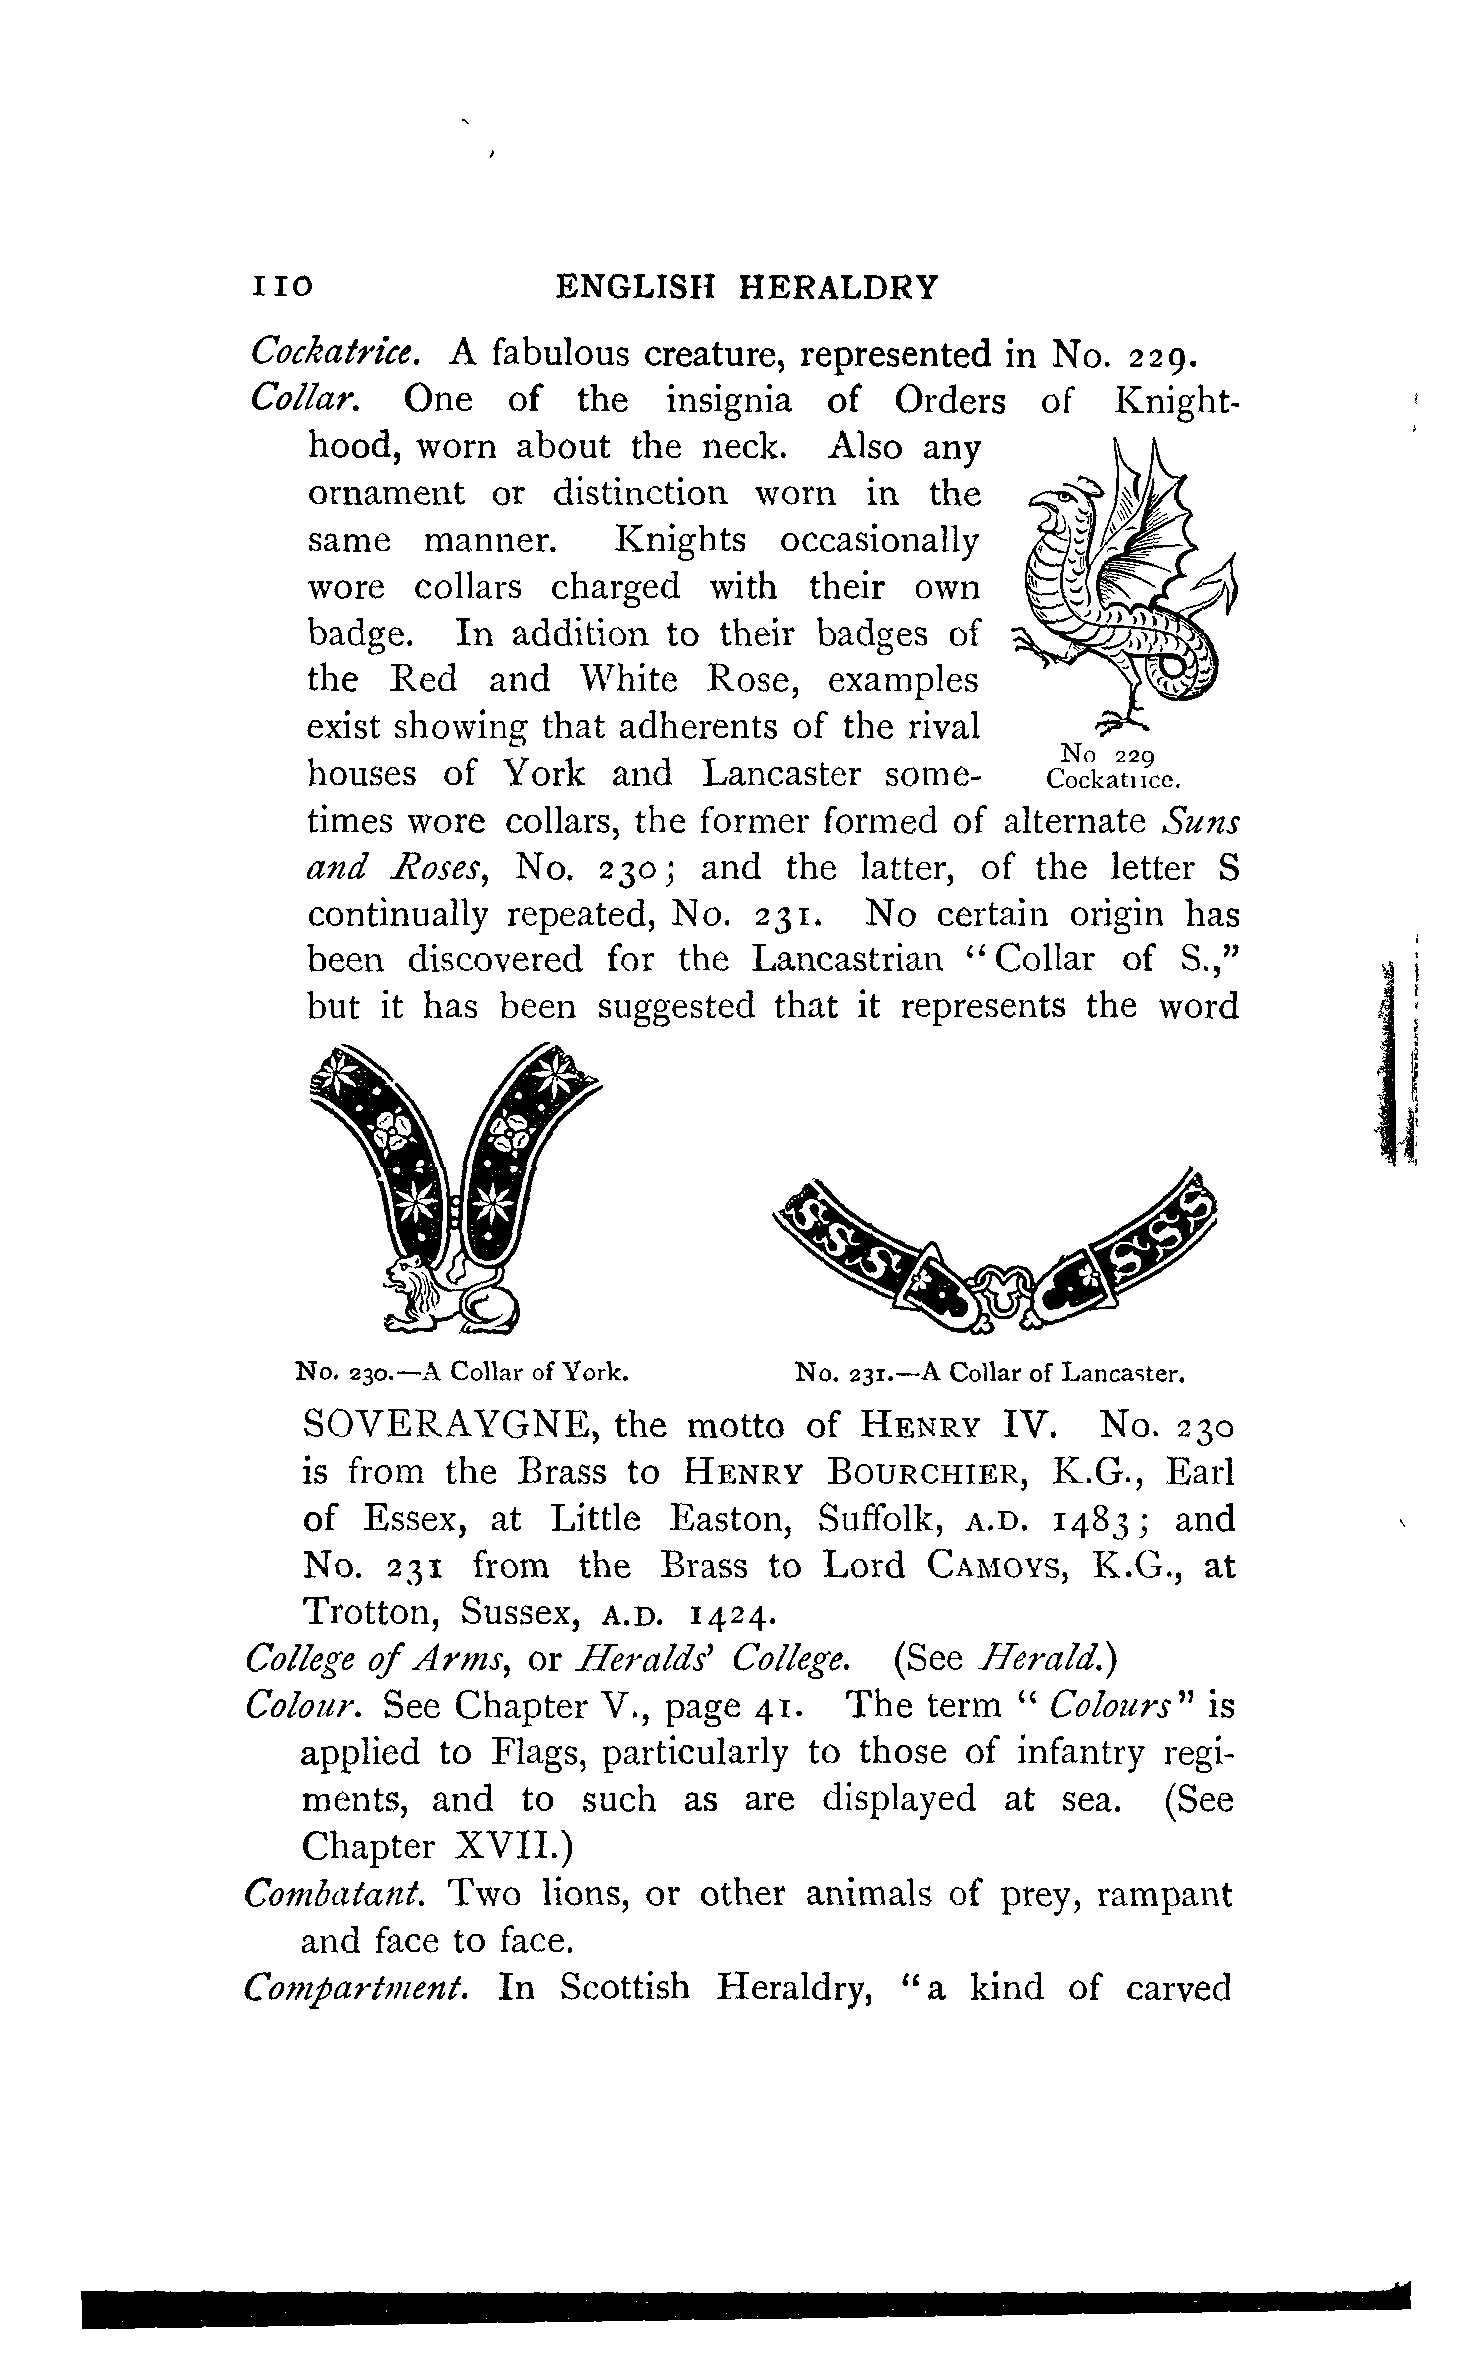 110 ENGLISH HERALDRY
Cockatrice. A fabulous creature, represented in No. 229.
Collar. One of the insignia of Orders of Knight-
hood, worn about the neck. Also any
ornament or distinction worn in the
same manner. Knights occasionally
wore collars charged with their own
badge. In addition to their badges of
the Red and White Rose, examples
exist showing that adherents of the rival
houses of York and Lancaster some-
No 229
Cockatrice.
times wore collars, the former formed of alternate Suns
and Roses, No. 230; and the latter, of the letter S
continually repeated, No. 231. No certain origin has
been discovered for the Lancastrian “Collar of S.,”
but it has been suggested that it represents the word
S S S S S S
No. 230.—A Collar of York.
No. 231.—A Collar of Lancaster.
SOVERAYGNE, the motto of HENRY IV. No. 230
is from the Brass to HENRY BOURCHIER, K.G., Earl
of Essex, at Little Easton, Suffolk, A.D. 1483; and
No. 231 from the Brass to Lord CAMOYS, K.G., at
Trotton, Sussex, A.D. 1424.
College of Arms, or Heralds’ College. (See Herald.)
Colour. See Chapter V., page 41. The term “Colours” is
applied to Flags, particularly to those of infantry regi-
ments, and to such as are displayed at sea. (See
Chapter XVII.)
Combatant. Two lions, or other animals of prey, rampant
and face to face.
Compartment. In Scottish Heraldry, “a kind of carved